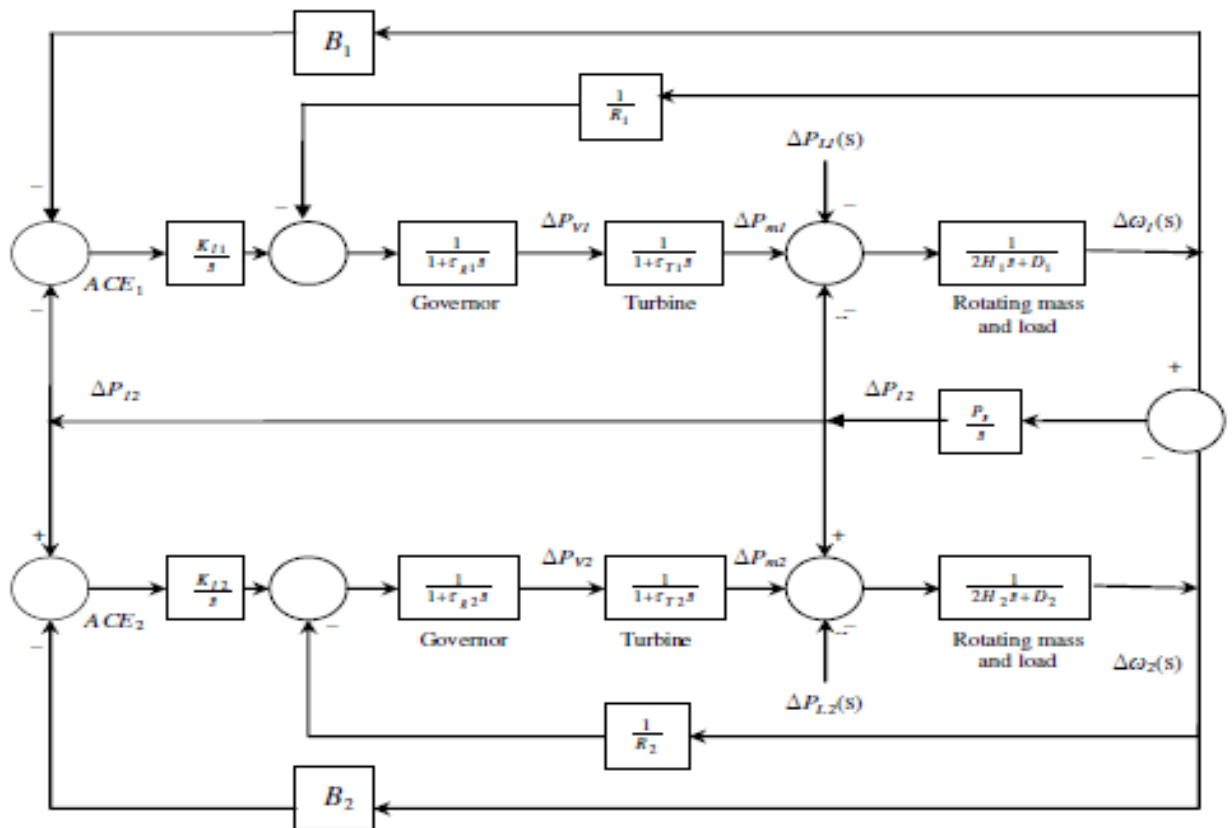 B₁
1/R₁
ΔP_L1(s)
−
−
−
ΔP_V1
ΔP_m1
Δω₁(s)
K_I1/s
1/(1+τ_g1 s)
1/(1+τ_T1 s)
1/(2H₁s+D₁)
ACE₁
Governor
Turbine
Rotating mass
and load
−
−
+
ΔP₁₂
ΔP₁₂
P_s/s
−
+
+
ΔP_V2
ΔP_m2
K_I2/s
1/(1+τ_g2 s)
1/(1+τ_T2 s)
1/(2H₂s+D₂)
ACE₂
−
−
−
Governor
Turbine
Rotating mass
and load
Δω₂(s)
ΔP_L2(s)
1/R₂
B₂